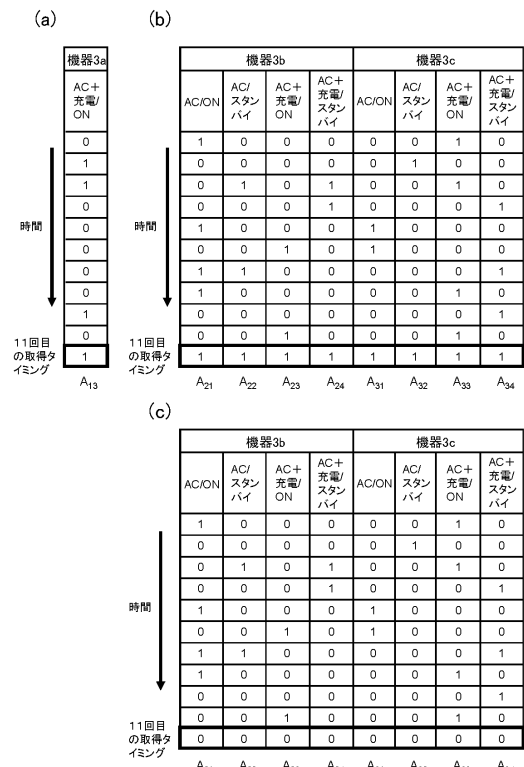 (a)
機器3a
AC+
充電/
ON
0
1
1
0
0
0
0
0
1
0
1
時間
11回目
の取得タ
イミング
A13
(b)
機器3b 機器3c
AC/ON AC/スタンバイ AC+充電/ON AC+充電/スタンバイ AC/ON AC/スタンバイ AC+充電/ON AC+充電/スタンバイ
1 0 0 0 0 0 1 0
0 0 0 0 0 1 0 0
0 1 0 1 0 0 1 0
0 0 0 1 0 0 0 1
1 0 0 0 1 0 0 0
0 0 1 0 1 0 0 0
1 1 0 0 0 0 0 1
1 0 0 0 0 0 1 0
0 0 0 0 0 0 0 1
0 0 1 0 0 0 1 0
1 1 1 1 1 1 1 1
時間
11回目
の取得タ
イミング
A21 A22 A23 A24 A31 A32 A33 A34
(c)
機器3b 機器3c
AC/ON AC/スタンバイ AC+充電/ON AC+充電/スタンバイ AC/ON AC/スタンバイ AC+充電/ON AC+充電/スタンバイ
1 0 0 0 0 0 1 0
0 0 0 0 0 1 0 0
0 1 0 1 0 0 1 0
0 0 0 1 0 0 0 1
1 0 0 0 1 0 0 0
0 0 1 0 1 0 0 0
1 1 0 0 0 0 0 1
1 0 0 0 0 0 1 0
0 0 0 0 0 0 0 1
0 0 1 0 0 0 1 0
0 0 0 0 0 0 0 0
時間
11回目
の取得タ
イミング